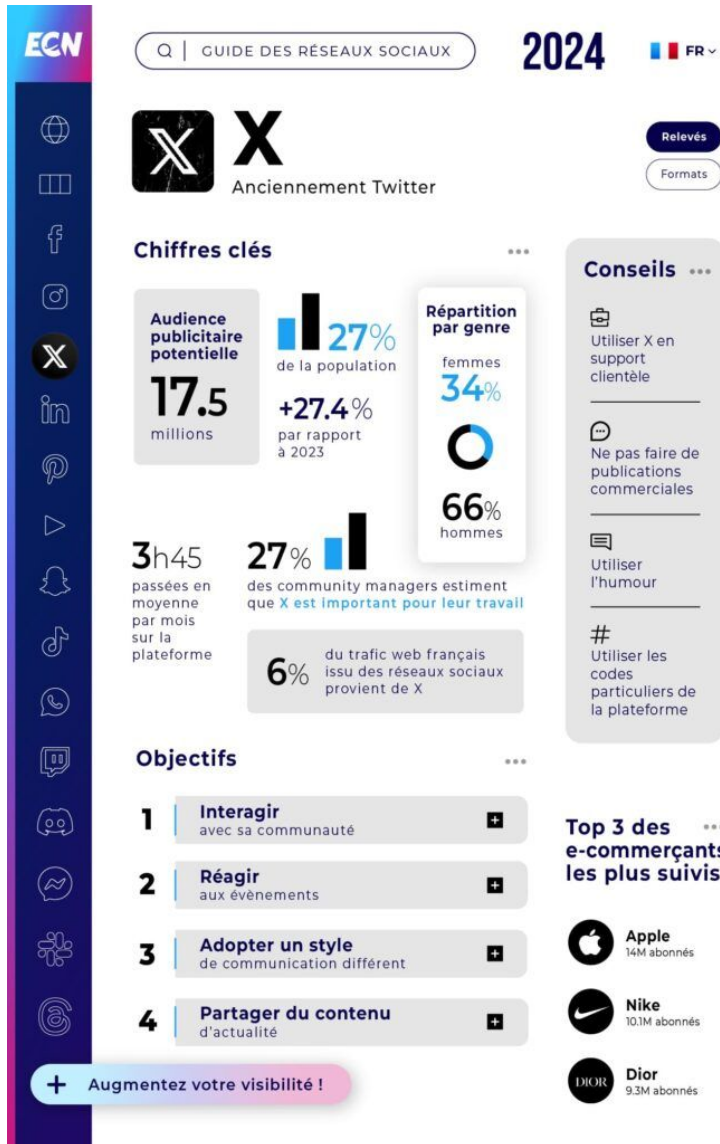 ECN
GUIDE DES RÉSEAUX SOCIAUX
2024
FR
X
Anciennement Twitter
Relevés
Formats
Chiffres clés
Audience
publicitaire
potentielle
17.5
millions
27%
de la population
+27.4%
par rapport
à 2023
Répartition
par genre
femmes
34%
66%
hommes
3h45
passées en
moyenne
par mois
sur la
plateforme
27%
des community managers estiment
que X est important pour leur travail
6%
du trafic web français
issu des réseaux sociaux
provient de X
Conseils
Utiliser X en
support
clientèle
Ne pas faire de
publications
commerciales
Utiliser
l'humour
#
Utiliser les
codes
particuliers de
la plateforme
Objectifs
1
Interagir
avec sa communauté
2
Réagir
aux évènements
3
Adopter un style
de communication différent
4
Partager du contenu
d'actualité
Top 3 des
e-commerçants
les plus suivis
Apple
14M abonnés
Nike
10.1M abonnés
DIOR
Dior
9.3M abonnés
+ Augmentez votre visibilité !